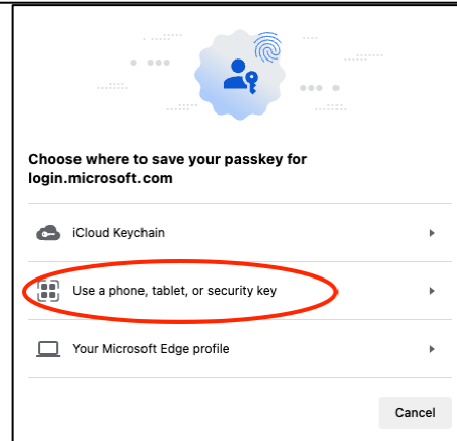 Choose where to save your passkey for
login.microsoft.com
iCloud Keychain
Use a phone, tablet, or security key
Your Microsoft Edge profile
Cancel